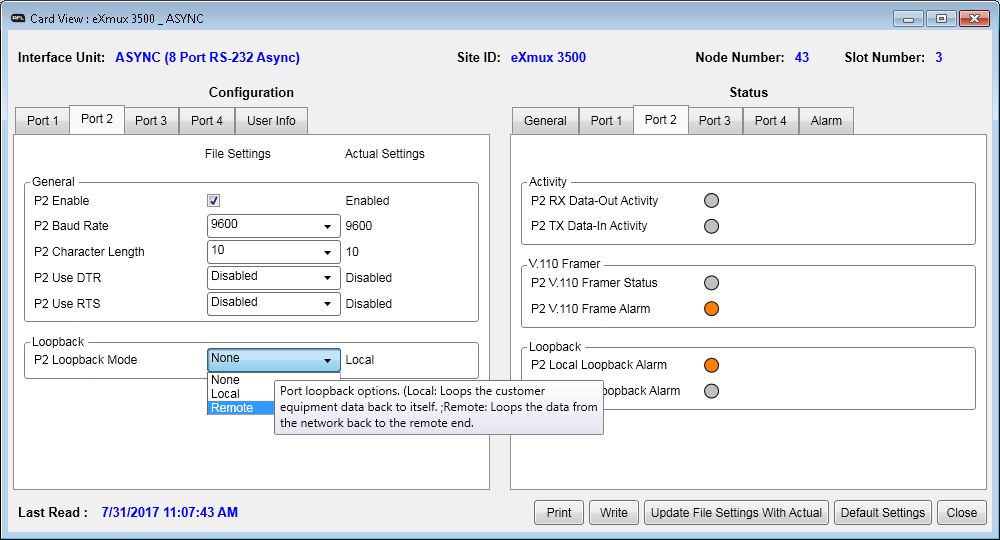 AFL Card View : eXmux 3500 _ ASYNC
Interface Unit: ASYNC (8 Port RS-232 Async) Site ID: eXmux 3500 Node Number: 43 Slot Number: 3
Configuration
Port 1 Port 2 Port 3 Port 4 User Info
File Settings Actual Settings
General
P2 Enable Enabled
P2 Baud Rate 9600 9600
P2 Character Length 10 10
P2 Use DTR Disabled Disabled
P2 Use RTS Disabled Disabled
Loopback
P2 Loopback Mode None Local
None
Local
Remote
Port loopback options. (Local: Loops the customer
equipment data back to itself. ;Remote: Loops the data from
the network back to the remote end.
Status
General Port 1 Port 2 Port 3 Port 4 Alarm
Activity
P2 RX Data-Out Activity
P2 TX Data-In Activity
V.110 Framer
P2 V.110 Framer Status
P2 V.110 Frame Alarm
Loopback
P2 Local Loopback Alarm
opback Alarm
Last Read : 7/31/2017 11:07:43 AM
Print Write Update File Settings With Actual Default Settings Close